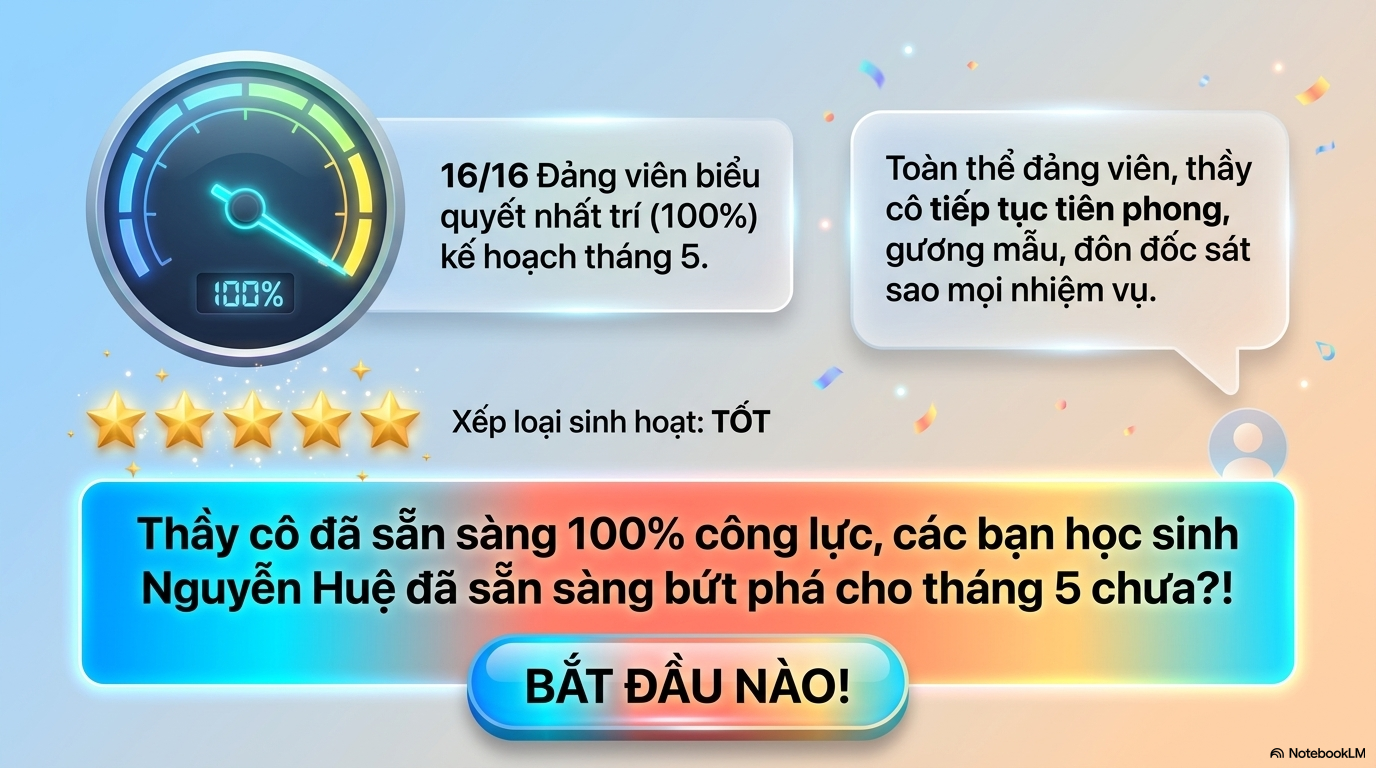 100%
16/16 Đảng viên biểu
quyết nhất trí (100%)
kế hoạch tháng 5.
Toàn thể đảng viên, thầy
cô tiếp tục tiên phong,
gương mẫu, đôn đốc sát
sao mọi nhiệm vụ.
Xếp loại sinh hoạt: TỐT
Thầy cô đã sẵn sàng 100% công lực, các bạn học sinh
Nguyễn Huệ đã sẵn sàng bứt phá cho tháng 5 chưa?!
BẮT ĐẦU NÀO!
NotebookLM